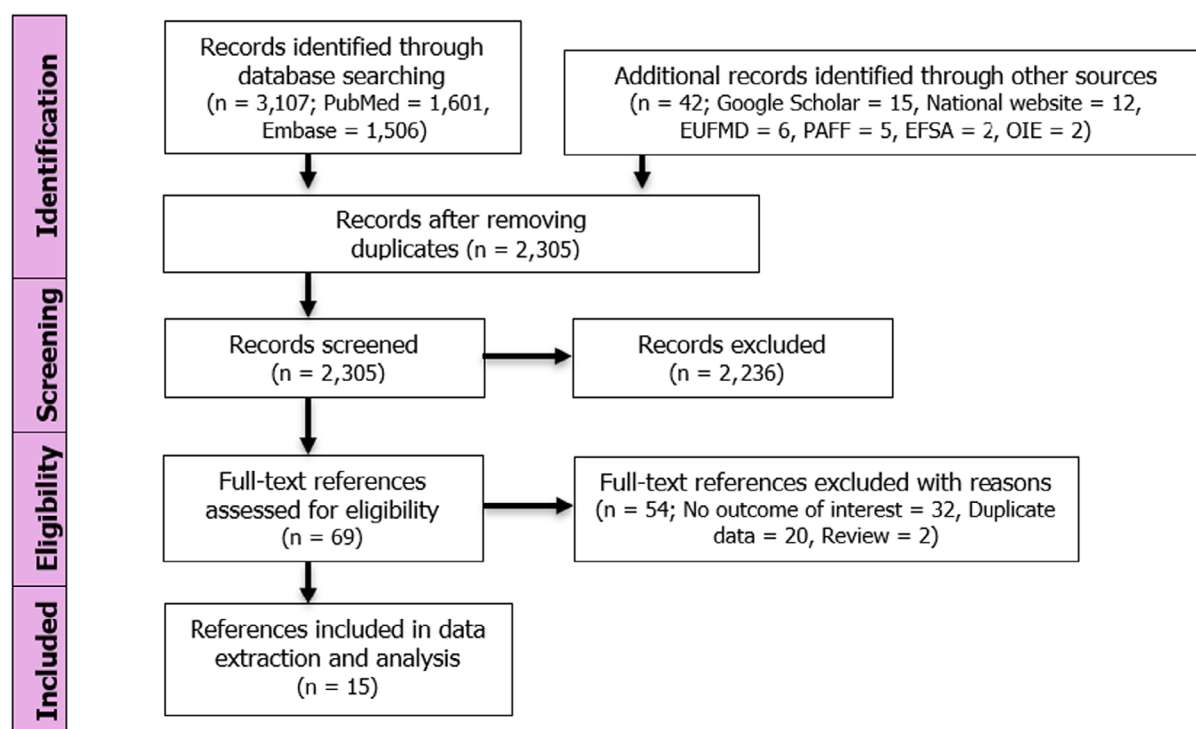 Identification
Records identified through
database searching
(n = 3,107; PubMed = 1,601,
Embase = 1,506)
Additional records identified through other sources
(n = 42; Google Scholar = 15, National website = 12,
EUFMD = 6, PAFF = 5, EFSA = 2, OIE = 2)
Records after removing
duplicates (n = 2,305)
Screening
Records screened
(n = 2,305)
Records excluded
(n = 2,236)
Eligibility
Full-text references
assessed for eligibility
(n = 69)
Full-text references excluded with reasons
(n = 54; No outcome of interest = 32, Duplicate
data = 20, Review = 2)
Included
References included in data
extraction and analysis
(n = 15)